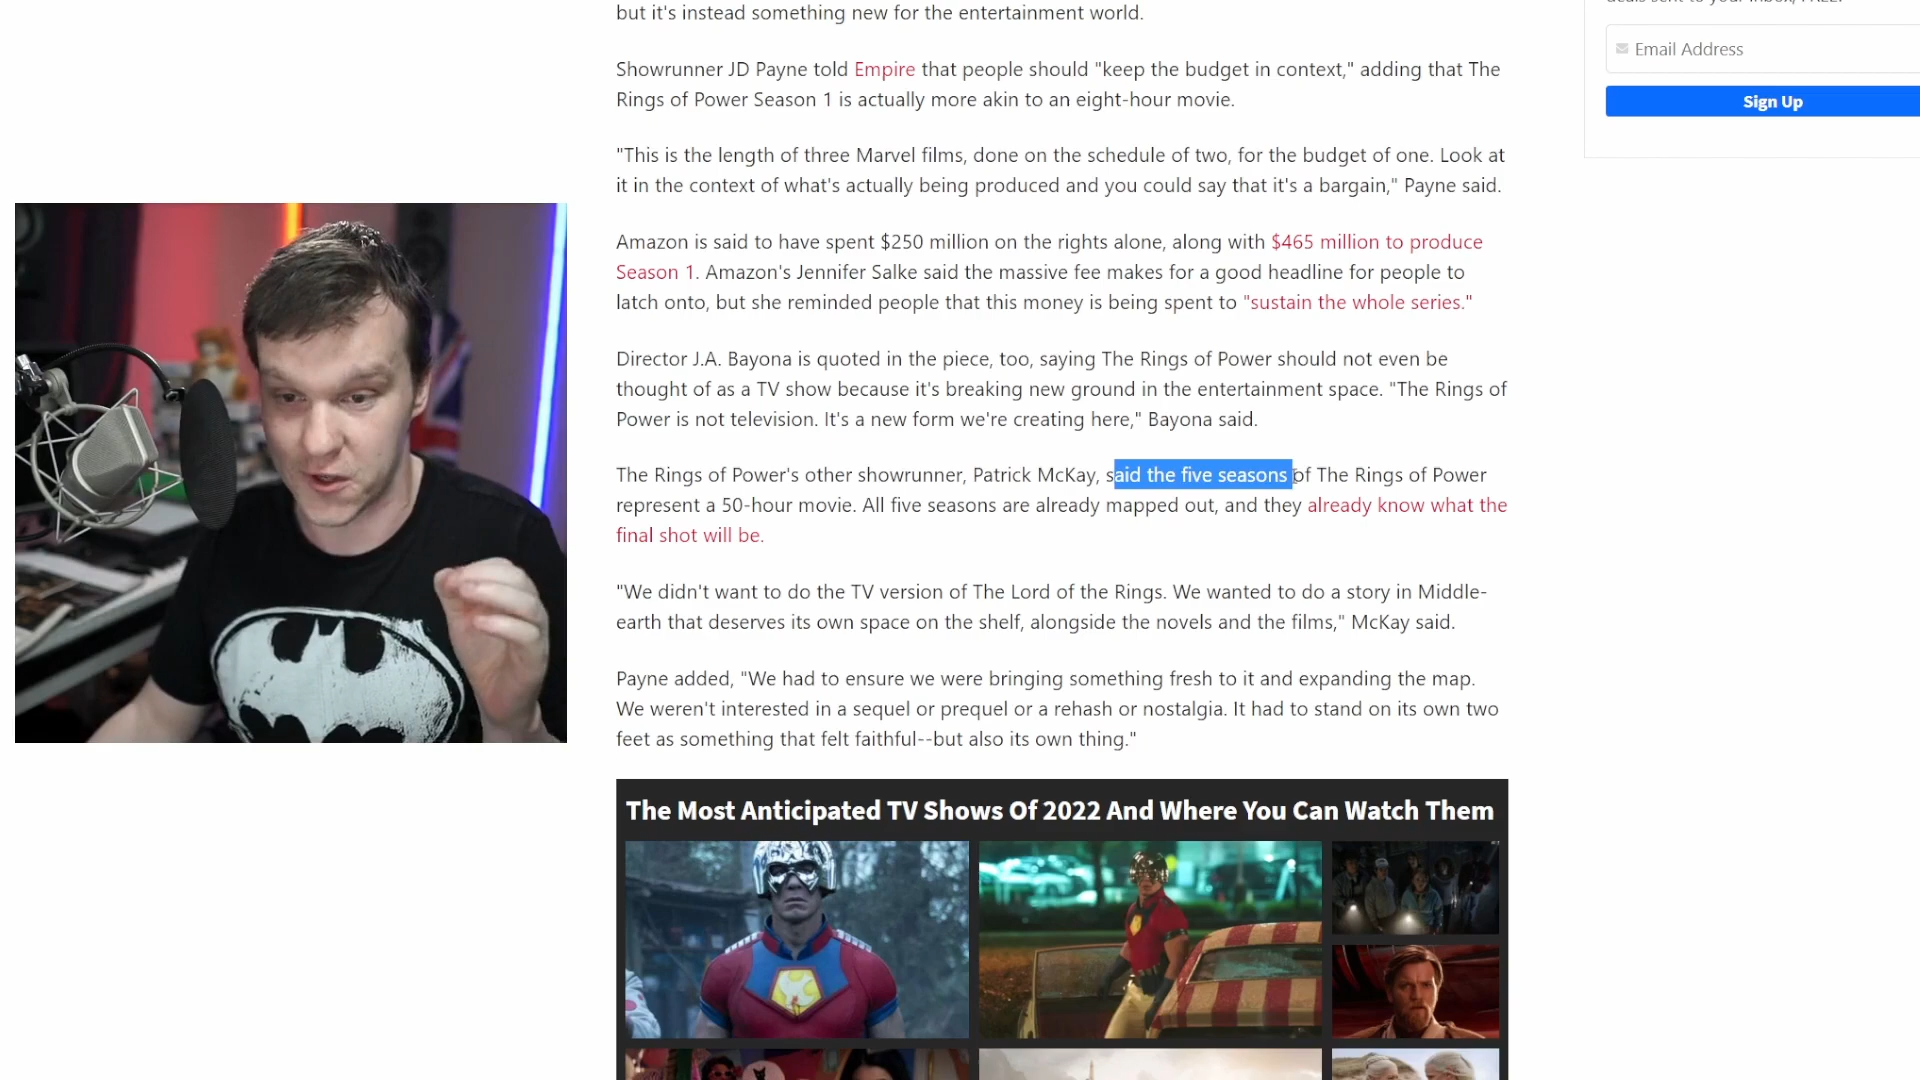 but it's instead something new for the entertainment world.
Email Address
Sign Up
Showrunner JD Payne told Empire that people should "keep the budget in context," adding that The
Rings of Power Season 1 is actually more akin to an eight-hour movie.
"This is the length of three Marvel films, done on the schedule of two, for the budget of one. Look at
it in the context of what's actually being produced and you could say that it's a bargain," Payne said.
Amazon is said to have spent $250 million on the rights alone, along with $465 million to produce
Season 1. Amazon's Jennifer Salke said the massive fee makes for a good headline for people to
latch onto, but she reminded people that this money is being spent to "sustain the whole series."
Director J.A. Bayona is quoted in the piece, too, saying The Rings of Power should not even be
thought of as a TV show because it's breaking new ground in the entertainment space. "The Rings of
Power is not television. It's a new form we're creating here," Bayona said.
The Rings of Power's other showrunner, Patrick McKay, said the five seasons of The Rings of Power
represent a 50-hour movie. All five seasons are already mapped out, and they already know what the
final shot will be.
"We didn't want to do the TV version of The Lord of the Rings. We wanted to do a story in Middle-
earth that deserves its own space on the shelf, alongside the novels and the films," McKay said.
Payne added, "We had to ensure we were bringing something fresh to it and expanding the map.
We weren't interested in a sequel or prequel or a rehash or nostalgia. It had to stand on its own two
feet as something that felt faithful--but also its own thing."
The Most Anticipated TV Shows Of 2022 And Where You Can Watch Them